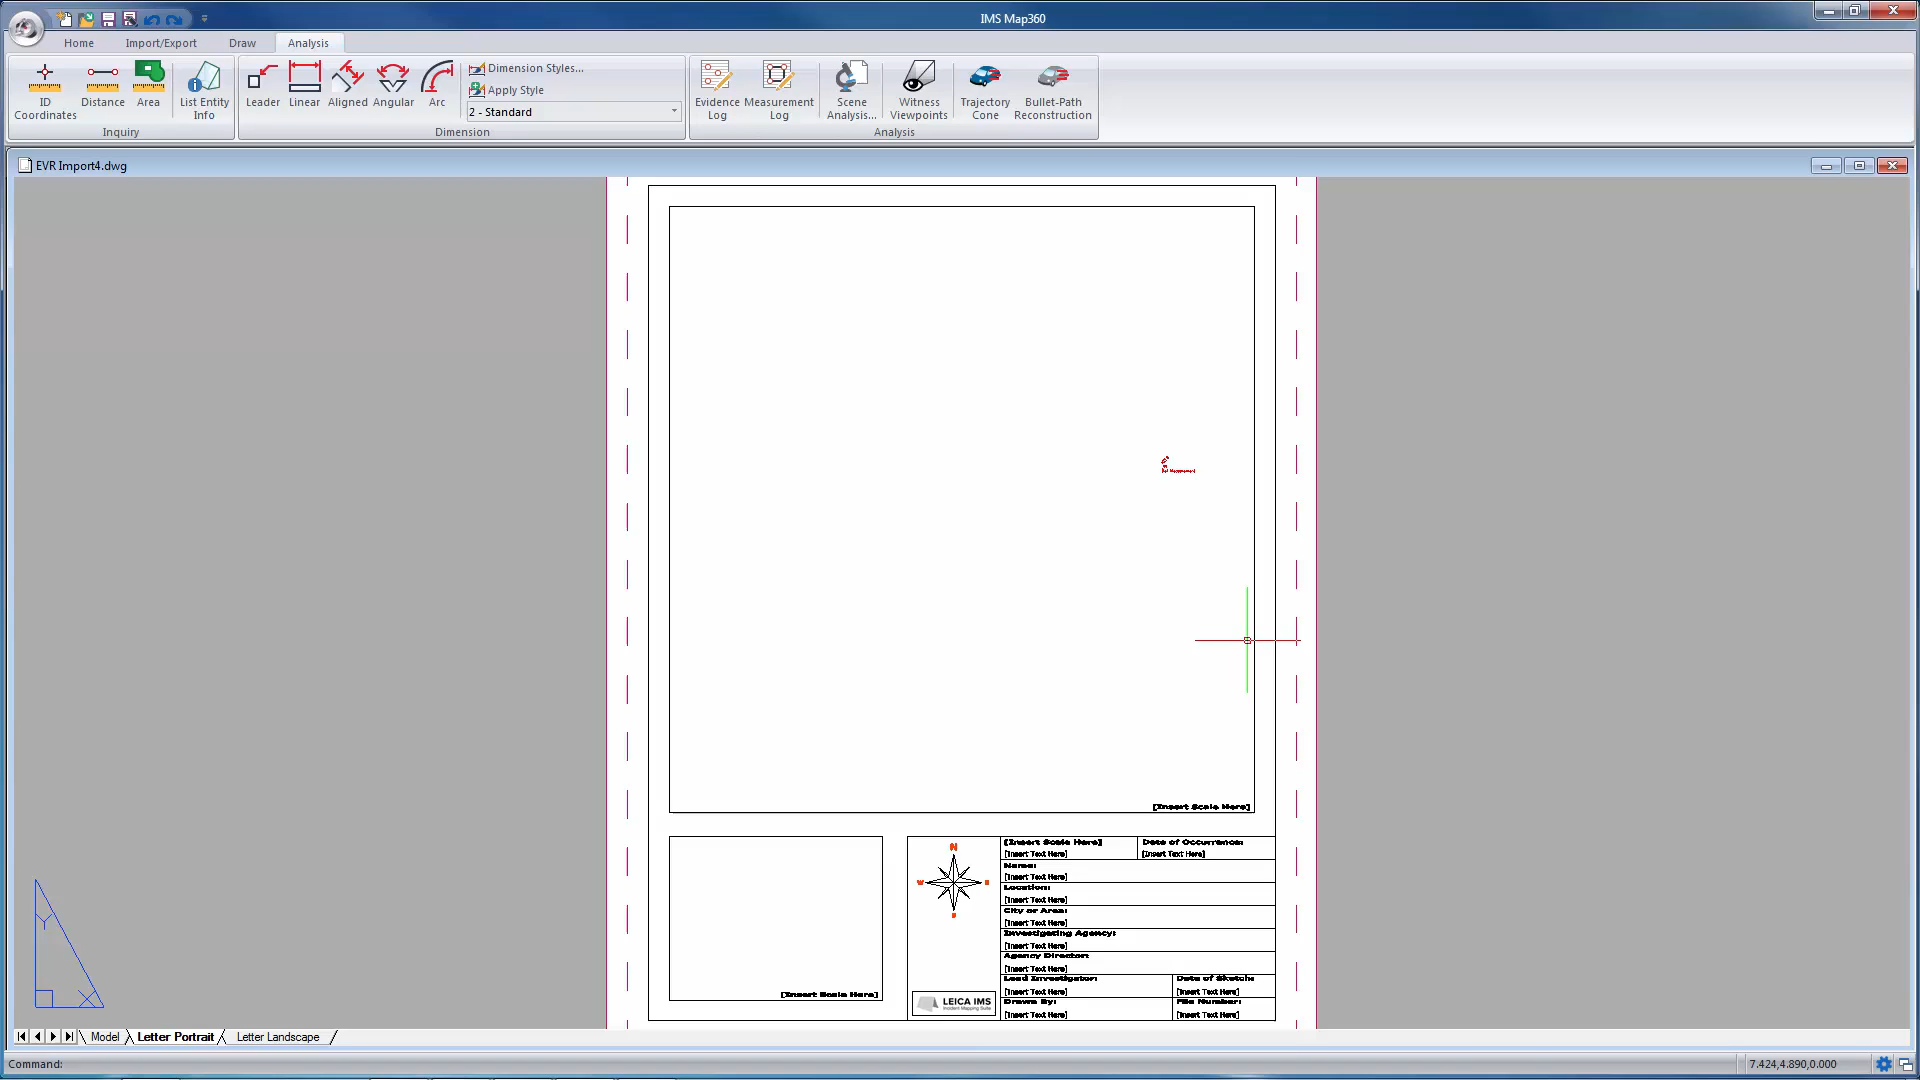 IMS Map360
Home Import/Export Draw Analysis
ID Coordinates
Distance
Area
List Entity Info
Inquiry
Leader
Linear
Aligned
Angular
Arc
Dimension Styles...
Apply Style
2 - Standard
Dimension
Evidence Log
Measurement Log
Scene Analysis...
Witness Viewpoints
Trajectory Cone
Bullet-Path Reconstruction
Analysis
EVR Import4.dwg
[Insert Scale Here]
[Insert Scale Here]
N
LEICA IMS
Incident Mapping Suite
[Insert Scale Here]
[Insert Text Here]
Date of Occurrence:
[Insert Text Here]
Name:
[Insert Text Here]
Location:
[Insert Text Here]
City or Area:
[Insert Text Here]
Investigating Agency:
[Insert Text Here]
Agency Director:
[Insert Text Here]
Lead Investigator:
[Insert Text Here]
Date of Sketch:
[Insert Text Here]
Drawn By:
[Insert Text Here]
File Number:
[Insert Text Here]
Y
X
Model Letter Portrait Letter Landscape
Command:
7.424,4.890,0.000